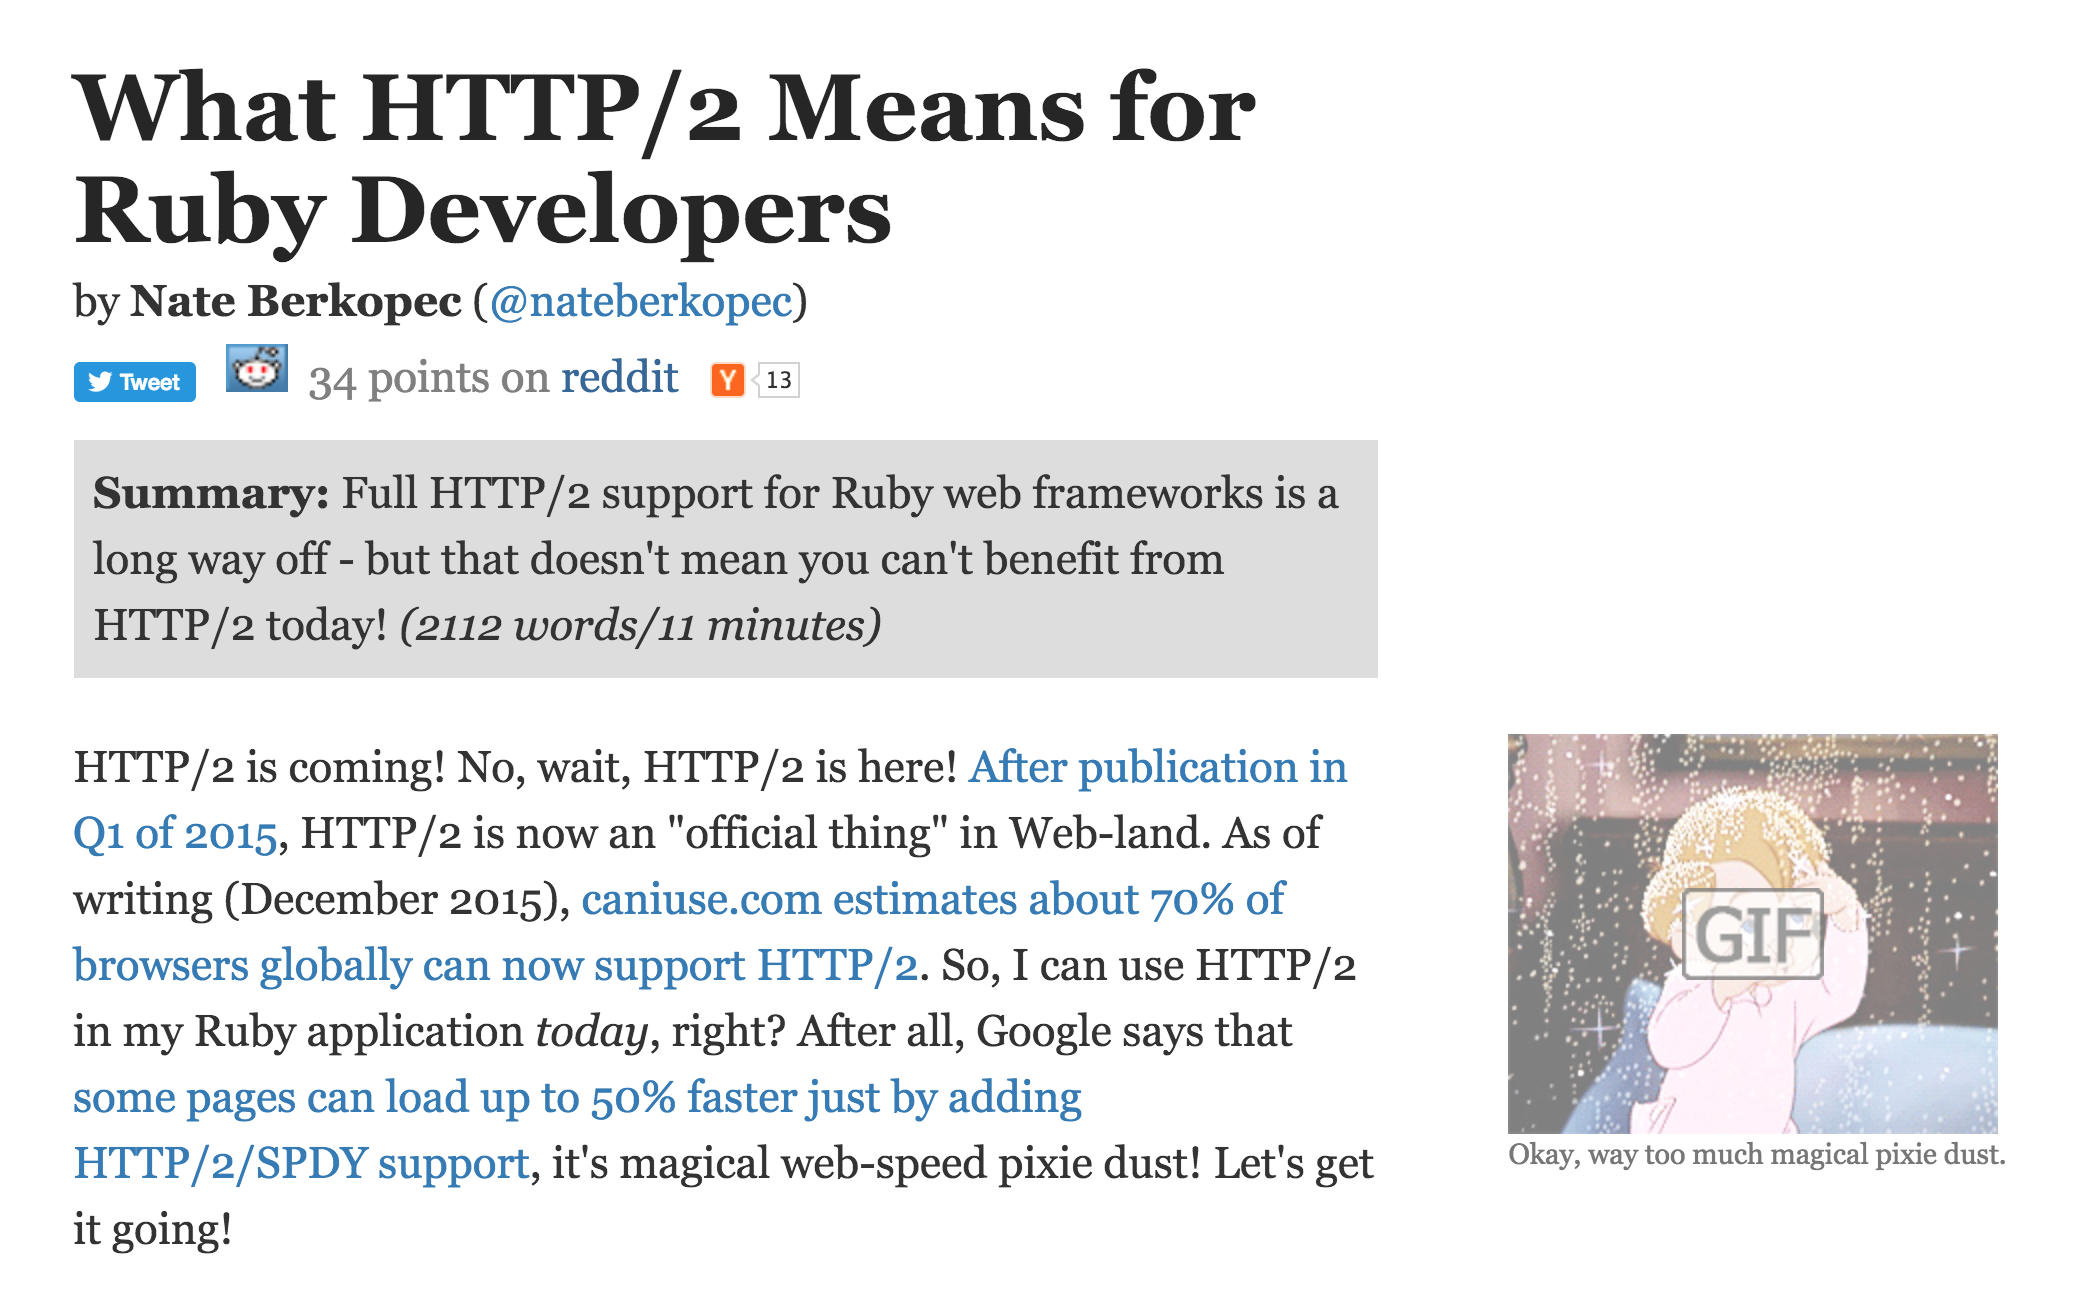 What HTTP/2 Means for
Ruby Developers
by Nate Berkopec (@nateberkopec)
Tweet 34 points on reddit Y 13
Summary: Full HTTP/2 support for Ruby web frameworks is a
long way off - but that doesn't mean you can't benefit from
HTTP/2 today! (2112 words/11 minutes)
HTTP/2 is coming! No, wait, HTTP/2 is here! After publication in
Q1 of 2015, HTTP/2 is now an "official thing" in Web-land. As of
writing (December 2015), caniuse.com estimates about 70% of
browsers globally can now support HTTP/2. So, I can use HTTP/2
in my Ruby application today, right? After all, Google says that
some pages can load up to 50% faster just by adding
HTTP/2/SPDY support, it's magical web-speed pixie dust! Let's get
it going!
GIF
Okay, way too much magical pixie dust.